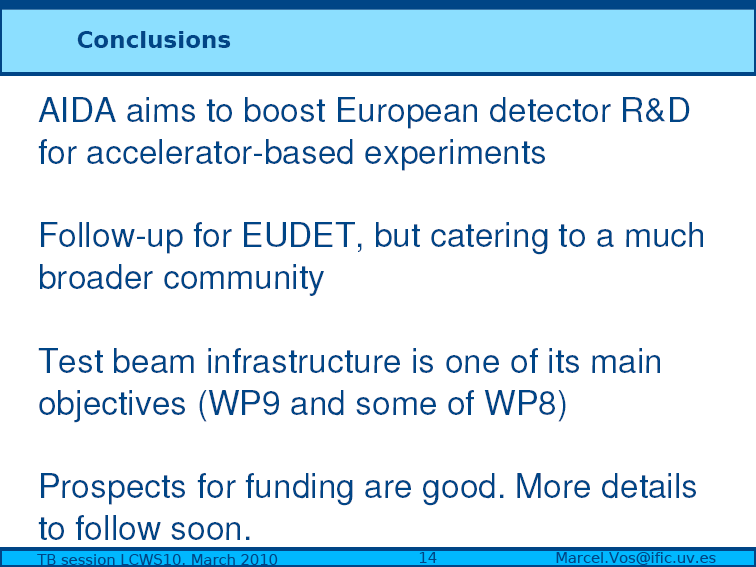 Conclusions
AIDA aims to boost European detector R&D
for accelerator-based experiments
Follow-up for EUDET, but catering to a much
broader community
Test beam infrastructure is one of its main
objectives (WP9 and some of WP8)
Prospects for funding are good. More details
to follow soon.
TB session LCWS10, March 2010 14 Marcel.Vos@ific.uv.es